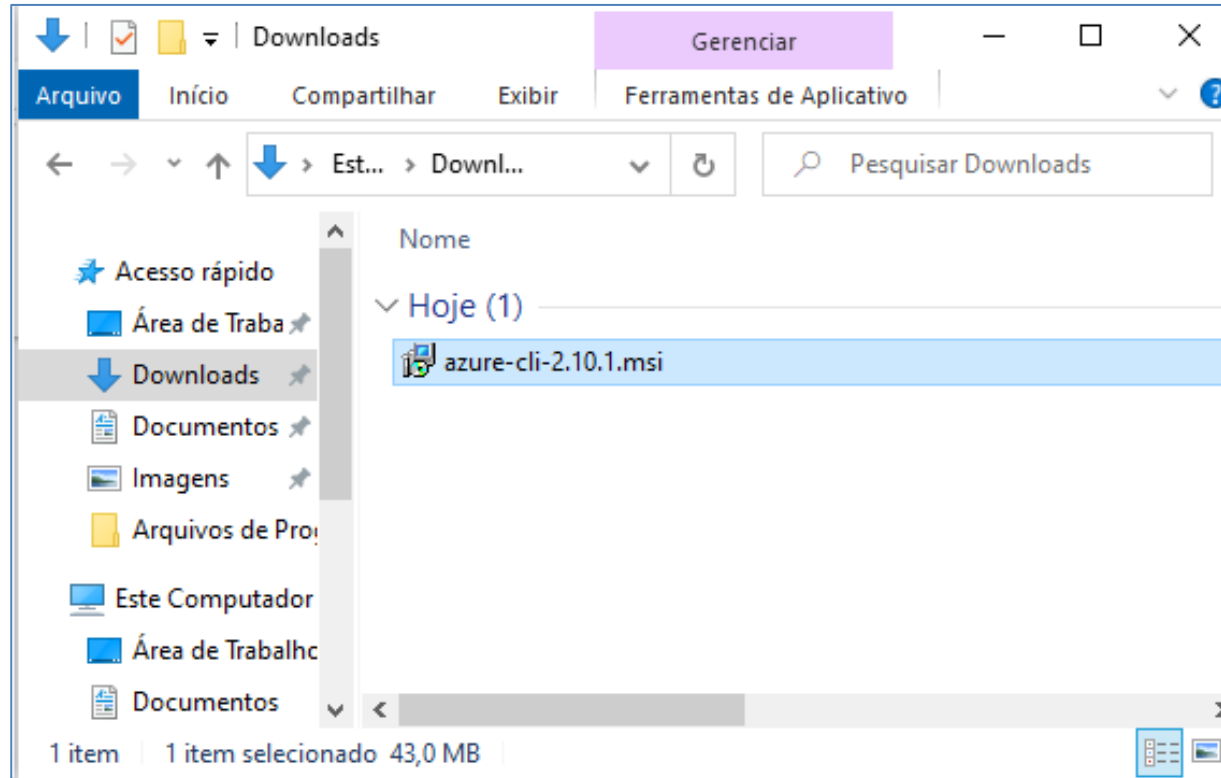 Downloads
Gerenciar
Arquivo Início Compartilhar Exibir Ferramentas de Aplicativo ?
Est... Downl... Pesquisar Downloads
Nome
Acesso rápido
Hoje (1)
Área de Traba
azure-cli-2.10.1.msi
Downloads
Documentos
Imagens
Arquivos de Prog
Este Computador
Área de Trabalho
Documentos
1 item 1 item selecionado 43,0 MB